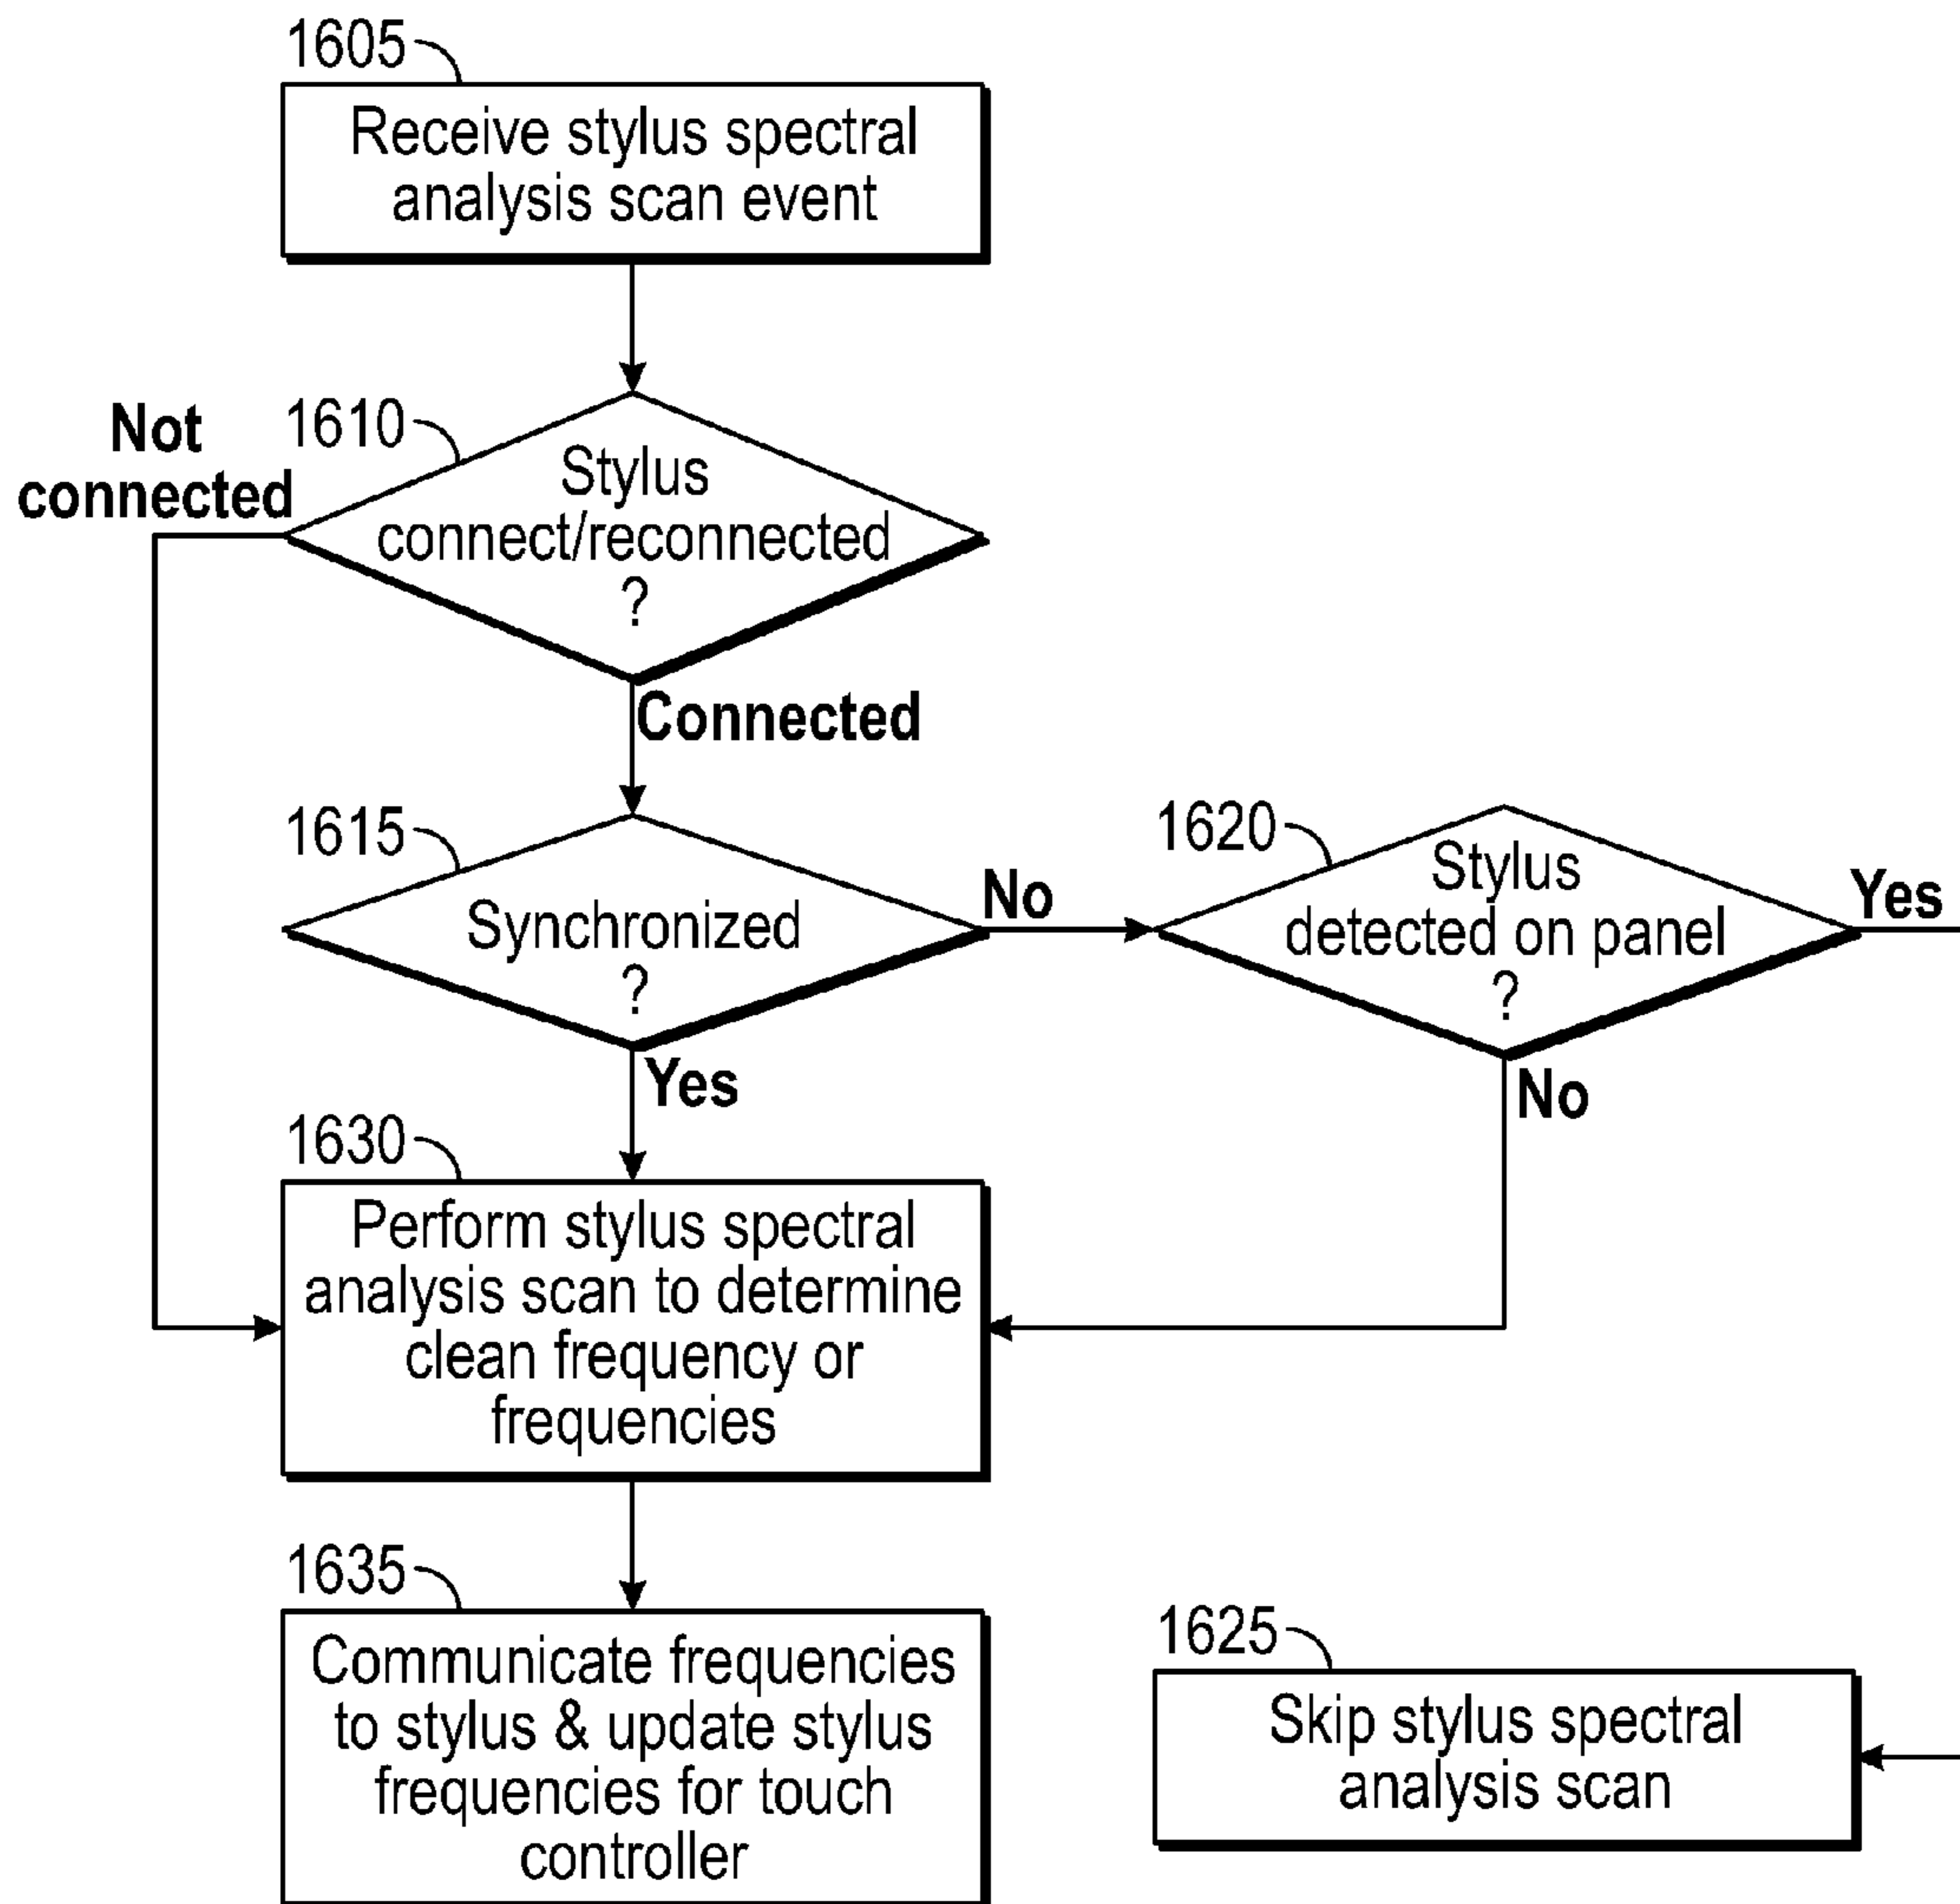 1605
Receive stylus spectral
analysis scan event
Not
connected
1610
Stylus
connect/reconnected
?
Connected
1615
Synchronized
?
No
1620
Stylus
detected on panel
?
Yes
Yes
No
1630
Perform stylus spectral
analysis scan to determine
clean frequency or
frequencies
1635
Communicate frequencies
to stylus & update stylus
frequencies for touch
controller
1625
Skip stylus spectral
analysis scan